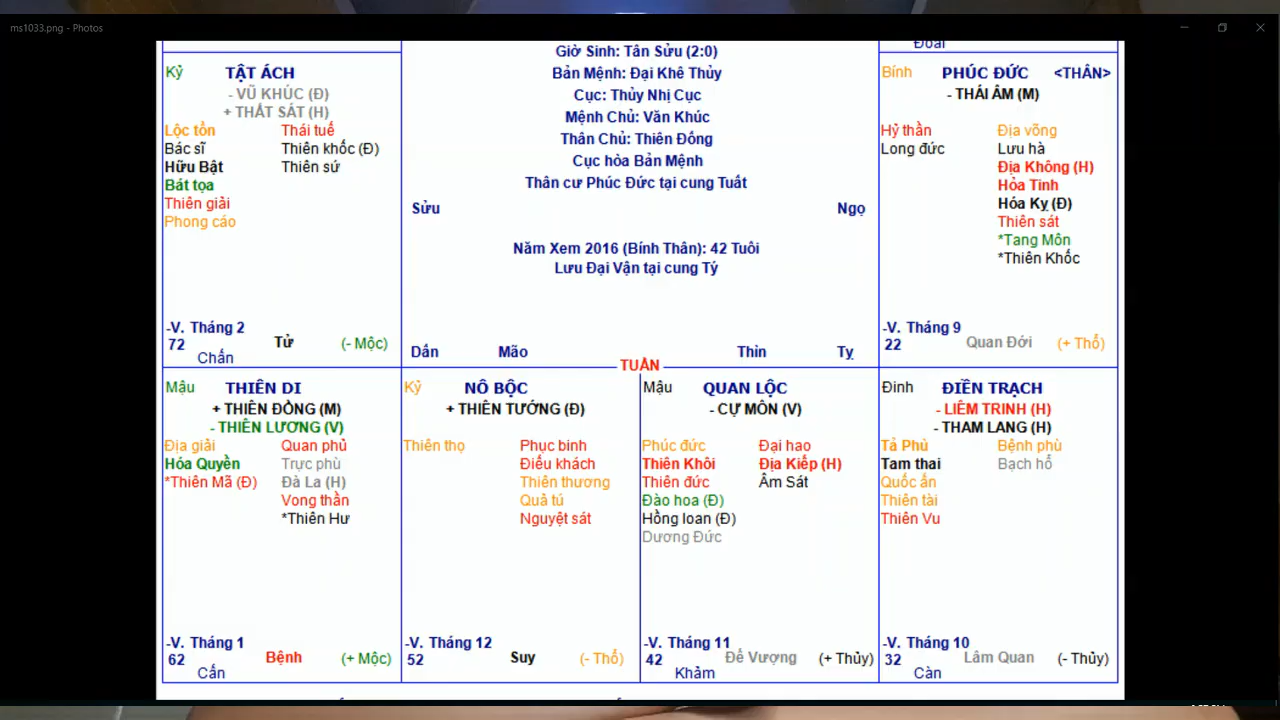 ms1033.png - Photos
Giờ Sinh: Tân Sửu (2:0)
Bản Mệnh: Đại Khê Thủy
Cục: Thủy Nhị Cục
Mệnh Chủ: Văn Khúc
Thân Chủ: Thiên Đồng
Cục hòa Bản Mệnh
Thân cư Phúc Đức tại cung Tuất
Sửu
Ngọ
Năm Xem 2016 (Bính Thân): 42 Tuổi
Lưu Đại Vận tại cung Tý
Dần
Mão
Thìn
Tỵ
TUẦN
Kỷ
TẬT ÁCH
- VŨ KHÚC (Đ)
+ THẤT SÁT (H)
Lộc tồn
Bác sĩ
Hữu Bật
Bát tọa
Thiên giải
Phong cáo
Thái tuế
Thiên khốc (Đ)
Thiên sứ
-V. Tháng 2
72
Chấn
Tử
(- Mộc)
Đoài
Bính
PHÚC ĐỨC
<THÂN>
- THÁI ÂM (M)
Hỷ thần
Long đức
Địa võng
Lưu hà
Địa Không (H)
Hỏa Tinh
Hóa Kỵ (Đ)
Thiên sát
*Tang Môn
*Thiên Khốc
-V. Tháng 9
22
Quan Đới
(+ Thổ)
Mậu
THIÊN DI
+ THIÊN ĐỒNG (M)
- THIÊN LƯƠNG (V)
Địa giải
Hóa Quyền
*Thiên Mã (Đ)
Quan phủ
Trực phù
Đà La (H)
Vong thần
*Thiên Hư
-V. Tháng 1
62
Cấn
Bệnh
(+ Mộc)
Kỷ
NÔ BỘC
+ THIÊN TƯỚNG (Đ)
Thiên thọ
Phục binh
Điếu khách
Thiên thương
Quả tú
Nguyệt sát
-V. Tháng 12
52
Suy
(- Thổ)
Mậu
QUAN LỘC
- CỰ MÔN (V)
Phúc đức
Thiên Khôi
Thiên đức
Đào hoa (Đ)
Hồng loan (Đ)
Dương Đức
Đại hao
Địa Kiếp (H)
Âm Sát
-V. Tháng 11
42
Khảm
Đế Vượng
(+ Thủy)
Đinh
ĐIỀN TRẠCH
- LIÊM TRINH (H)
- THAM LANG (H)
Tả Phù
Tam thai
Quốc ấn
Thiên tài
Thiên Vu
Bệnh phù
Bạch hổ
-V. Tháng 10
32
Càn
Lâm Quan
(- Thủy)